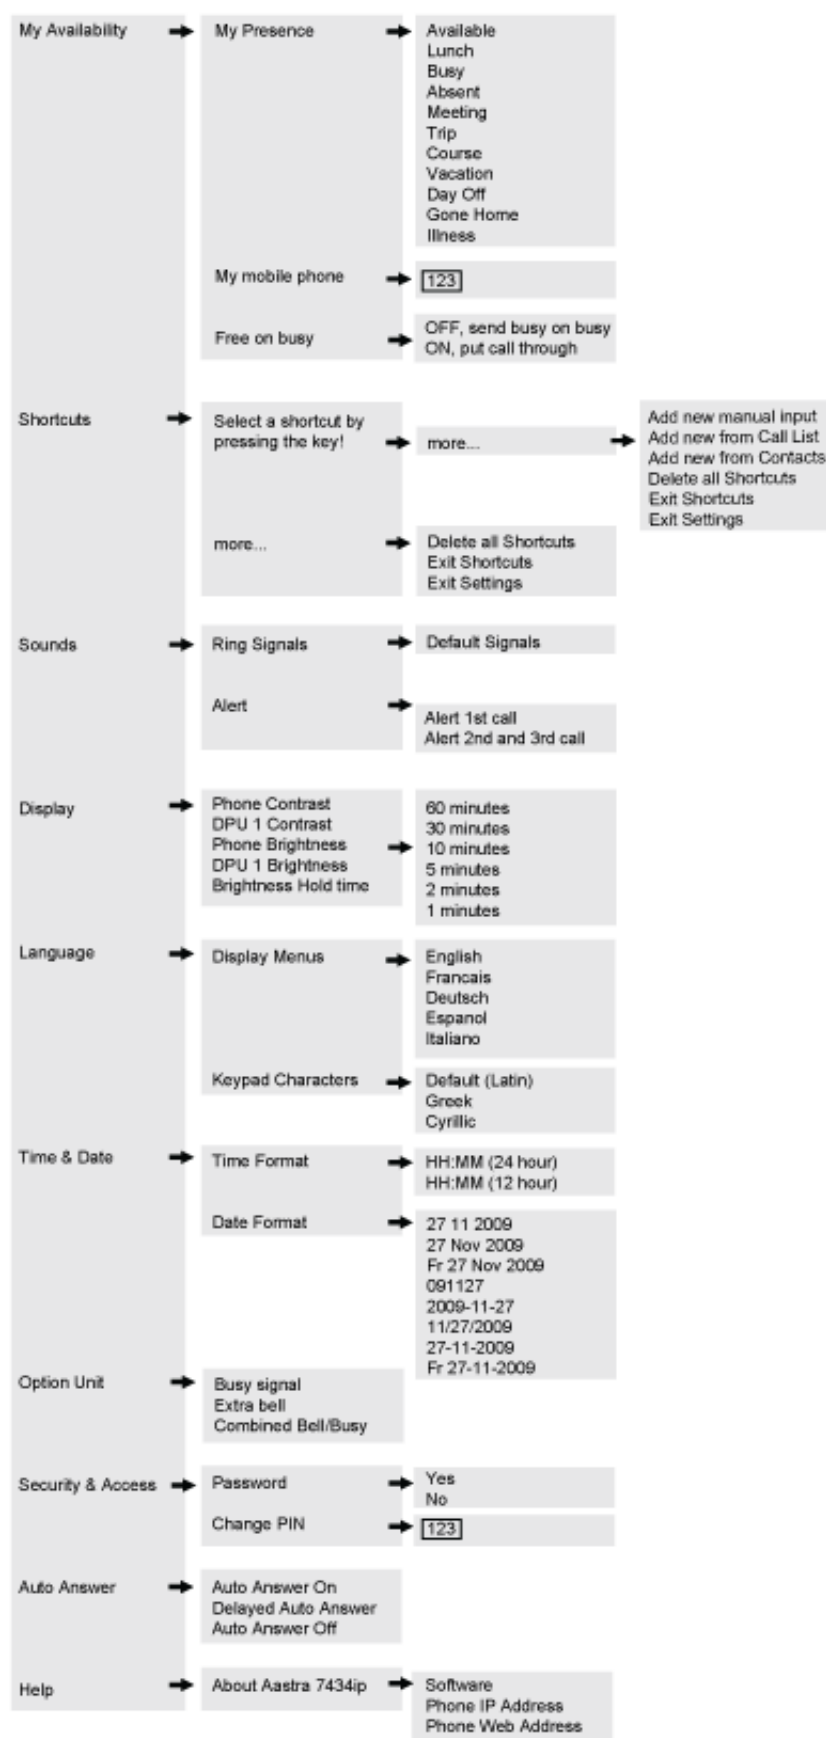 My Availability
My Presence
Available
Lunch
Busy
Absent
Meeting
Trip
Course
Vacation
Day Off
Gone Home
Illness
My mobile phone
123
Free on busy
OFF, send busy on busy
ON, put call through
Shortcuts
Select a shortcut by
pressing the key!
more...
Add new manual input
Add new from Call List
Add new from Contacts
Delete all Shortcuts
Exit Shortcuts
Exit Settings
more...
Delete all Shortcuts
Exit Shortcuts
Exit Settings
Sounds
Ring Signals
Default Signals
Alert
Alert 1st call
Alert 2nd and 3rd call
Display
Phone Contrast
DPU 1 Contrast
Phone Brightness
DPU 1 Brightness
Brightness Hold time
60 minutes
30 minutes
10 minutes
5 minutes
2 minutes
1 minutes
Language
Display Menus
English
Francais
Deutsch
Espanol
Italiano
Keypad Characters
Default (Latin)
Greek
Cyrillic
Time & Date
Time Format
HH:MM (24 hour)
HH:MM (12 hour)
Date Format
27 11 2009
27 Nov 2009
Fr 27 Nov 2009
091127
2009-11-27
11/27/2009
27-11-2009
Fr 27-11-2009
Option Unit
Busy signal
Extra bell
Combined Bell/Busy
Security & Access
Password
Yes
No
Change PIN
123
Auto Answer
Auto Answer On
Delayed Auto Answer
Auto Answer Off
Help
About Aastra 7434ip
Software
Phone IP Address
Phone Web Address